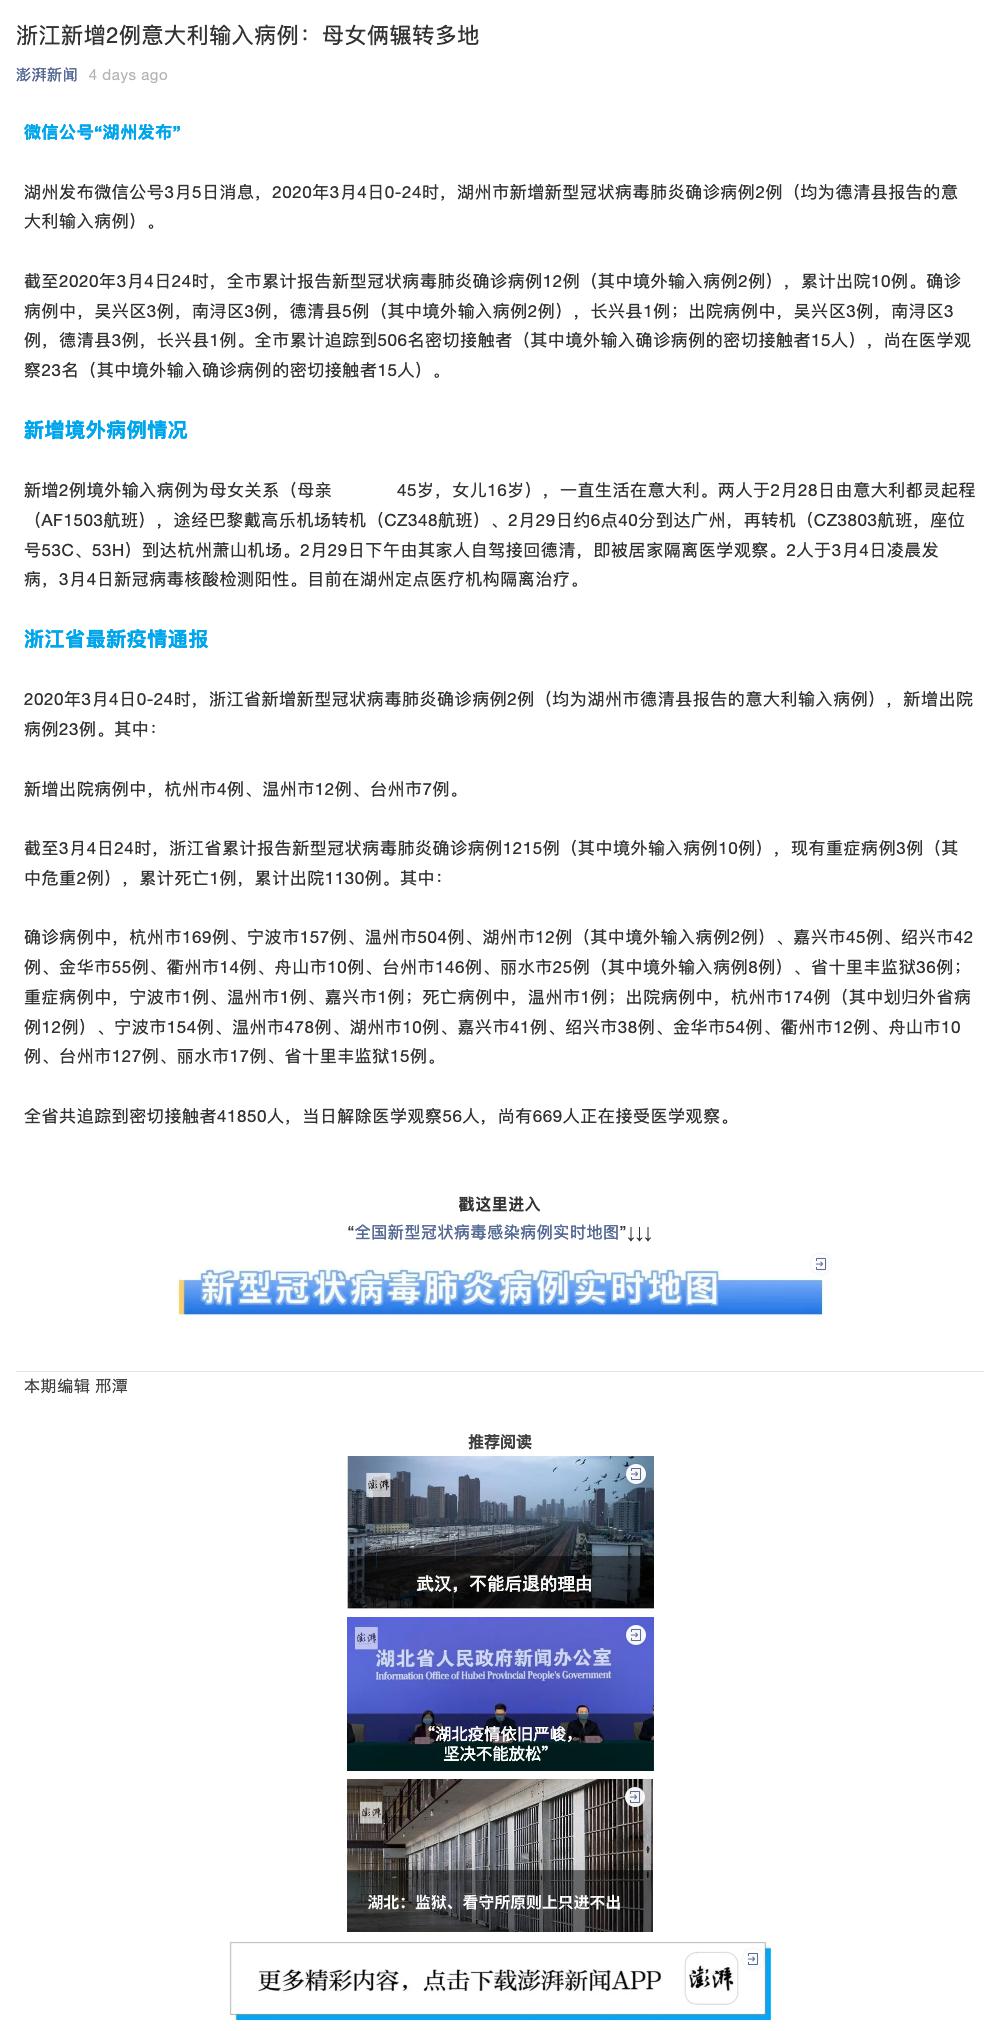 浙江新增2例意大利输入病例：母女俩辗转多地
澎湃新闻 4 days ago
微信公号“湖州发布”
湖州发布微信公号3月5日消息，2020年3月4日0-24时，湖州市新增新型冠状病毒肺炎确诊病例2例（均为德清县报告的意
大利输入病例）。
截至2020年3月4日24时，全市累计报告新型冠状病毒肺炎确诊病例12例（其中境外输入病例2例），累计出院10例。确诊
病例中，吴兴区3例，南浔区3例，德清县5例（其中境外输入病例2例），长兴县1例；出院病例中，吴兴区3例，南浔区3
例，德清县3例，长兴县1例。全市累计追踪到506名密切接触者（其中境外输入确诊病例的密切接触者15人），尚在医学观
察23名（其中境外输入确诊病例的密切接触者15人）。
新增境外病例情况
新增2例境外输入病例为母女关系（母亲 45岁，女儿16岁），一直生活在意大利。两人于2月28日由意大利都灵起程
（AF1503航班），途经巴黎戴高乐机场转机（CZ348航班）、2月29日约6点40分到达广州，再转机（CZ3803航班，座位
号53C、53H）到达杭州萧山机场。2月29日下午由其家人自驾接回德清，即被居家隔离医学观察。2人于3月4日凌晨发
病，3月4日新冠病毒核酸检测阳性。目前在湖州定点医疗机构隔离治疗。
浙江省最新疫情通报
2020年3月4日0-24时，浙江省新增新型冠状病毒肺炎确诊病例2例（均为湖州市德清县报告的意大利输入病例），新增出院
病例23例。其中：
新增出院病例中，杭州市4例、温州市12例、台州市7例。
截至3月4日24时，浙江省累计报告新型冠状病毒肺炎确诊病例1215例（其中境外输入病例10例），现有重症病例3例（其
中危重2例），累计死亡1例，累计出院1130例。其中：
确诊病例中，杭州市169例、宁波市157例、温州市504例、湖州市12例（其中境外输入病例2例）、嘉兴市45例、绍兴市42
例、金华市55例、衢州市14例、舟山市10例、台州市146例、丽水市25例（其中境外输入病例8例）、省十里丰监狱36例；
重症病例中，宁波市1例、温州市1例、嘉兴市1例；死亡病例中，温州市1例；出院病例中，杭州市174例（其中划归外省病
例12例）、宁波市154例、温州市478例、湖州市10例、嘉兴市41例、绍兴市38例、金华市54例、衢州市12例、舟山市10
例、台州市127例、丽水市17例、省十里丰监狱15例。
全省共追踪到密切接触者41850人，当日解除医学观察56人，尚有669人正在接受医学观察。
戳这里进入
“全国新型冠状病毒感染病例实时地图”↓↓↓
新型冠状病毒肺炎病例实时地图
本期编辑 邢潭
推荐阅读
澎湃
武汉，不能后退的理由
澎湃
湖北省人民政府新闻办公室
Information Office of Hubei Provincial People's Government
“湖北疫情依旧严峻，
坚决不能放松”
澎湃
湖北：监狱、看守所原则上只进不出
更多精彩内容，点击下载澎湃新闻APP 澎湃